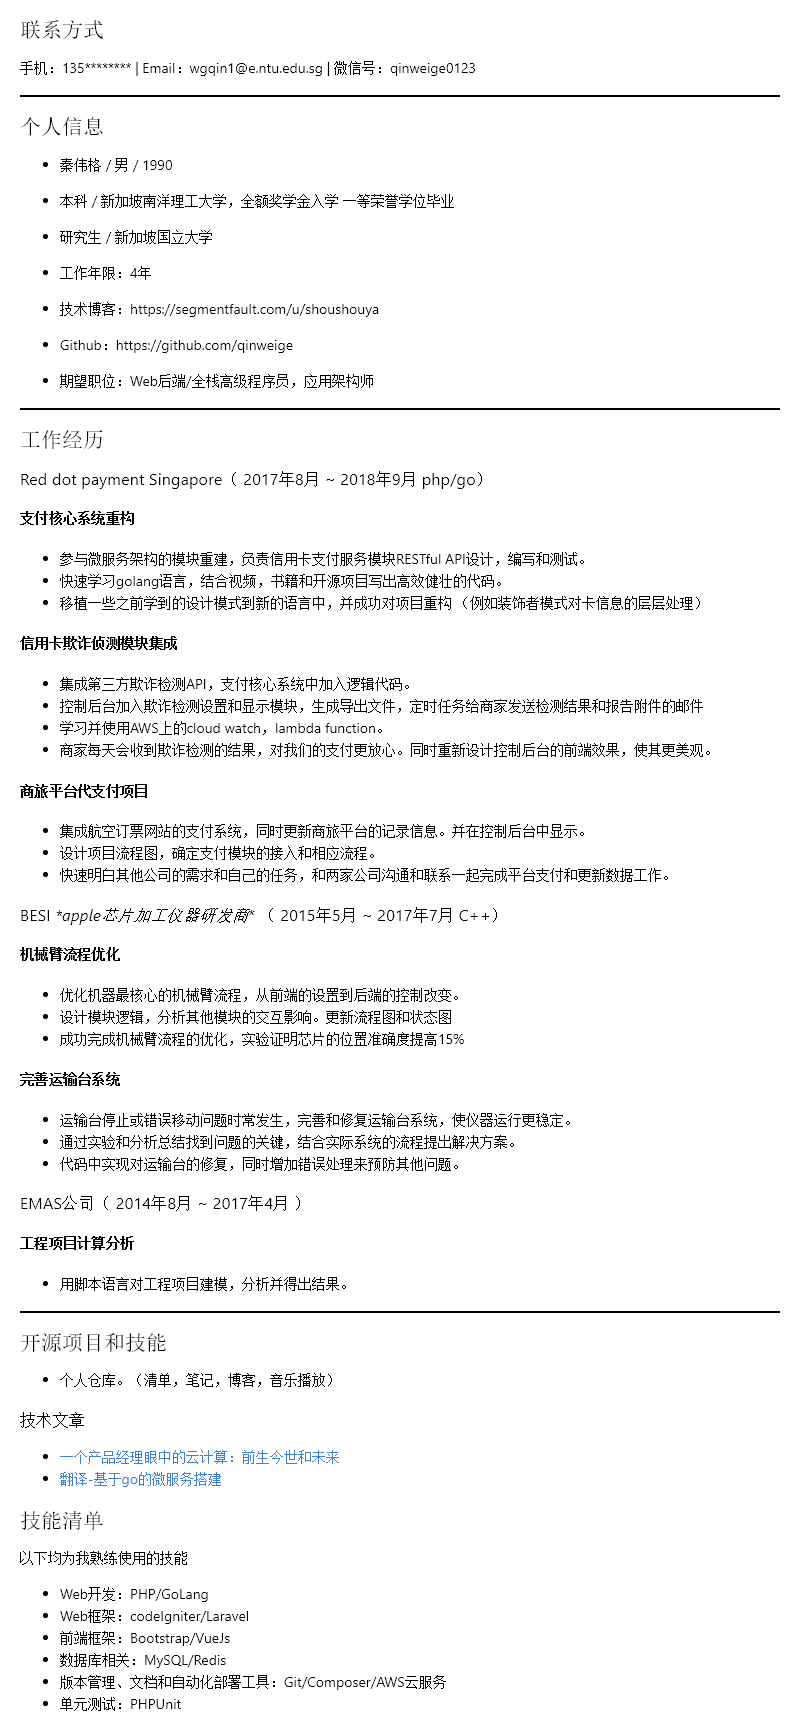 联系方式
手机：135******** | Email：wgqin1@e.ntu.edu.sg | 微信号：qinweige0123
个人信息
• 秦伟格 / 男 / 1990
• 本科 / 新加坡南洋理工大学，全额奖学金入学 一等荣誉学位毕业
• 研究生 / 新加坡国立大学
• 工作年限：4年
• 技术博客：https://segmentfault.com/u/shoushouya
• Github：https://github.com/qinweige
• 期望职位：Web后端/全栈高级程序员，应用架构师
工作经历
Red dot payment Singapore（ 2017年8月 ~ 2018年9月 php/go）
支付核心系统重构
• 参与微服务架构的模块重建，负责信用卡支付服务模块RESTful API设计，编写和测试。
• 快速学习golang语言，结合视频，书籍和开源项目写出高效健壮的代码。
• 移植一些之前学到的设计模式到新的语言中，并成功对项目重构 （例如装饰者模式对卡信息的层层处理）
信用卡欺诈侦测模块集成
• 集成第三方欺诈检测API，支付核心系统中加入逻辑代码。
• 控制后台加入欺诈检测设置和显示模块，生成导出文件，定时任务给商家发送检测结果和报告附件的邮件
• 学习并使用AWS上的cloud watch，lambda function。
• 商家每天会收到欺诈检测的结果，对我们的支付更放心。同时重新设计控制后台的前端效果，使其更美观。
商旅平台代支付项目
• 集成航空订票网站的支付系统，同时更新商旅平台的记录信息。并在控制后台中显示。
• 设计项目流程图，确定支付模块的接入和相应流程。
• 快速明白其他公司的需求和自己的任务，和两家公司沟通和联系一起完成平台支付和更新数据工作。
BESI *apple芯片加工仪器研发商* （ 2015年5月 ~ 2017年7月 C++）
机械臂流程优化
• 优化机器最核心的机械臂流程，从前端的设置到后端的控制改变。
• 设计模块逻辑，分析其他模块的交互影响。更新流程图和状态图
• 成功完成机械臂流程的优化，实验证明芯片的位置准确度提高15%
完善运输台系统
• 运输台停止或错误移动问题时常发生，完善和修复运输台系统，使仪器运行更稳定。
• 通过实验和分析总结找到问题的关键，结合实际系统的流程提出解决方案。
• 代码中实现对运输台的修复，同时增加错误处理来预防其他问题。
EMAS公司（ 2014年8月 ~ 2017年4月 ）
工程项目计算分析
• 用脚本语言对工程项目建模，分析并得出结果。
开源项目和技能
• 个人仓库。（清单，笔记，博客，音乐播放）
技术文章
• 一个产品经理眼中的云计算：前生今世和未来
• 翻译-基于go的微服务搭建
技能清单
以下均为我熟练使用的技能
• Web开发：PHP/GoLang
• Web框架：codeIgniter/Laravel
• 前端框架：Bootstrap/VueJs
• 数据库相关：MySQL/Redis
• 版本管理、文档和自动化部署工具：Git/Composer/AWS云服务
• 单元测试：PHPUnit